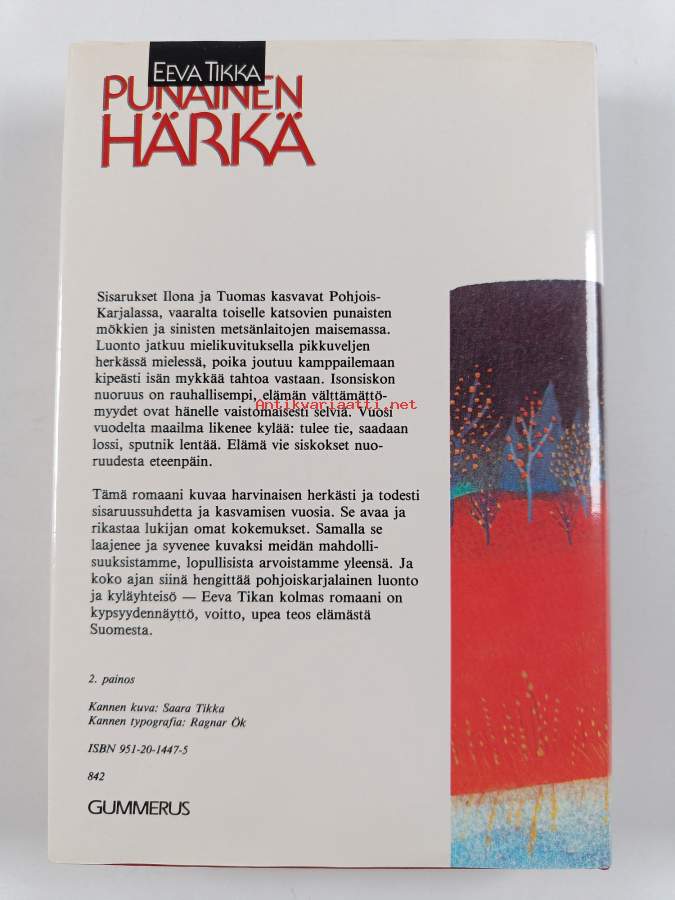 EEVA TIKKA
PUNAINEN
HÄRKÄ
Sisarukset Ilona ja Tuomas kasvavat Pohjois-
Karjalassa, vaaralta toiselle katsovien punaisten
mökkien ja sinisten metsänlaitojen maisemassa.
Luonto jatkuu mielikuvituksella pikkuveljen
herkässä mielessä, poika joutuu kamppailemaan
kipeästi isän mykkää tahtoa vastaan. Isonsiskon
nuoruus on rauhallisempi, elämän välttämättö-
myydet ovat hänelle vaistomaisesti selviä. Vuosi
Antikvariaatti.net
vuodelta maailma likenee kylää: tulee tie, saadaan
lossi, sputnik lentää. Elämä vie siskokset nuo-
ruudesta eteenpäin.
Tämä romaani kuvaa harvinaisen herkästi ja todesti
sisaruussuhdetta ja kasvamisen vuosia. Se avaa ja
rikastaa lukijan omat kokemukset. Samalla se
laajenee ja syvenee kuvaksi meidän mahdolli-
suuksistamme, lopullisista arvoistamme yleensä. Ja
koko ajan siinä hengittää pohjoiskarjalainen luonto
ja kyläyhteisö — Eeva Tikan kolmas romaani on
kypsyydennäyttö, voitto, upea teos elämästä
Suomesta.
2. painos
Kannen kuva: Saara Tikka
Kannen typografia: Ragnar Ök
ISBN 951-20-1447-5
842
GUMMERUS